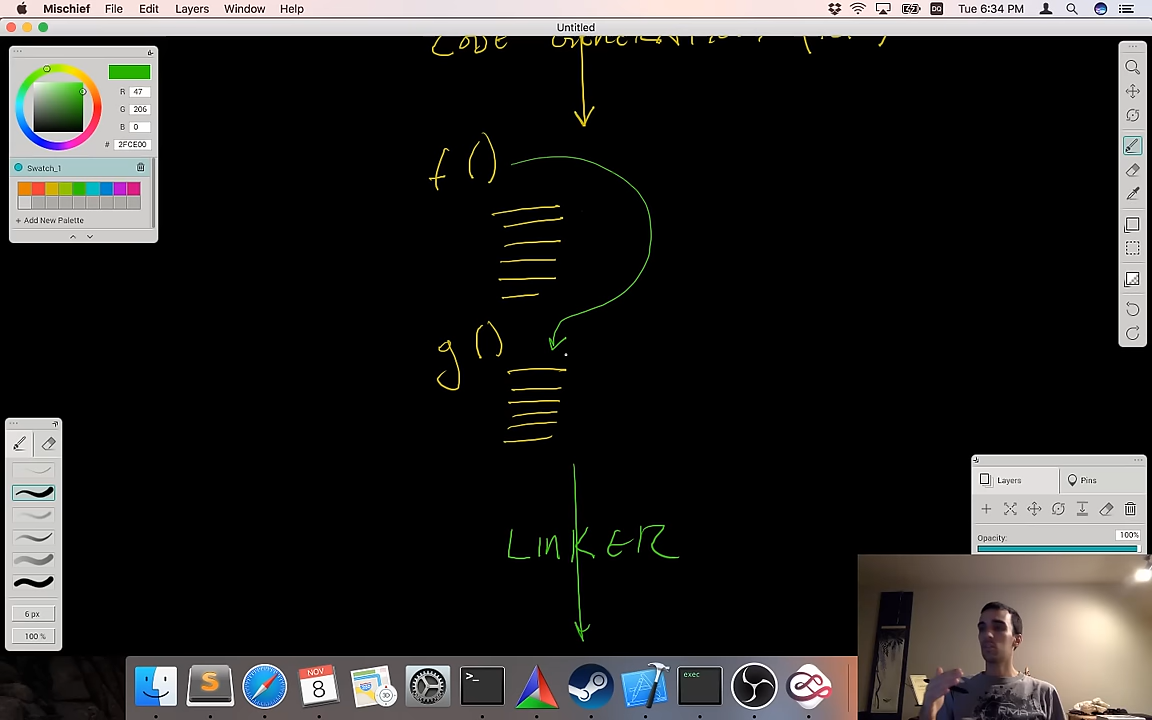 Mischief File Edit Layers Window Help
Tue 6:34 PM
Untitled
CODE
R 47
G 206
B 0
# 2FCE00
Swatch_1
+ Add New Palette
f ()
g ()
LINKER
6 px
100 %
Layers
Pins
Opacity:
100%
NOV
8
S
>_
exec